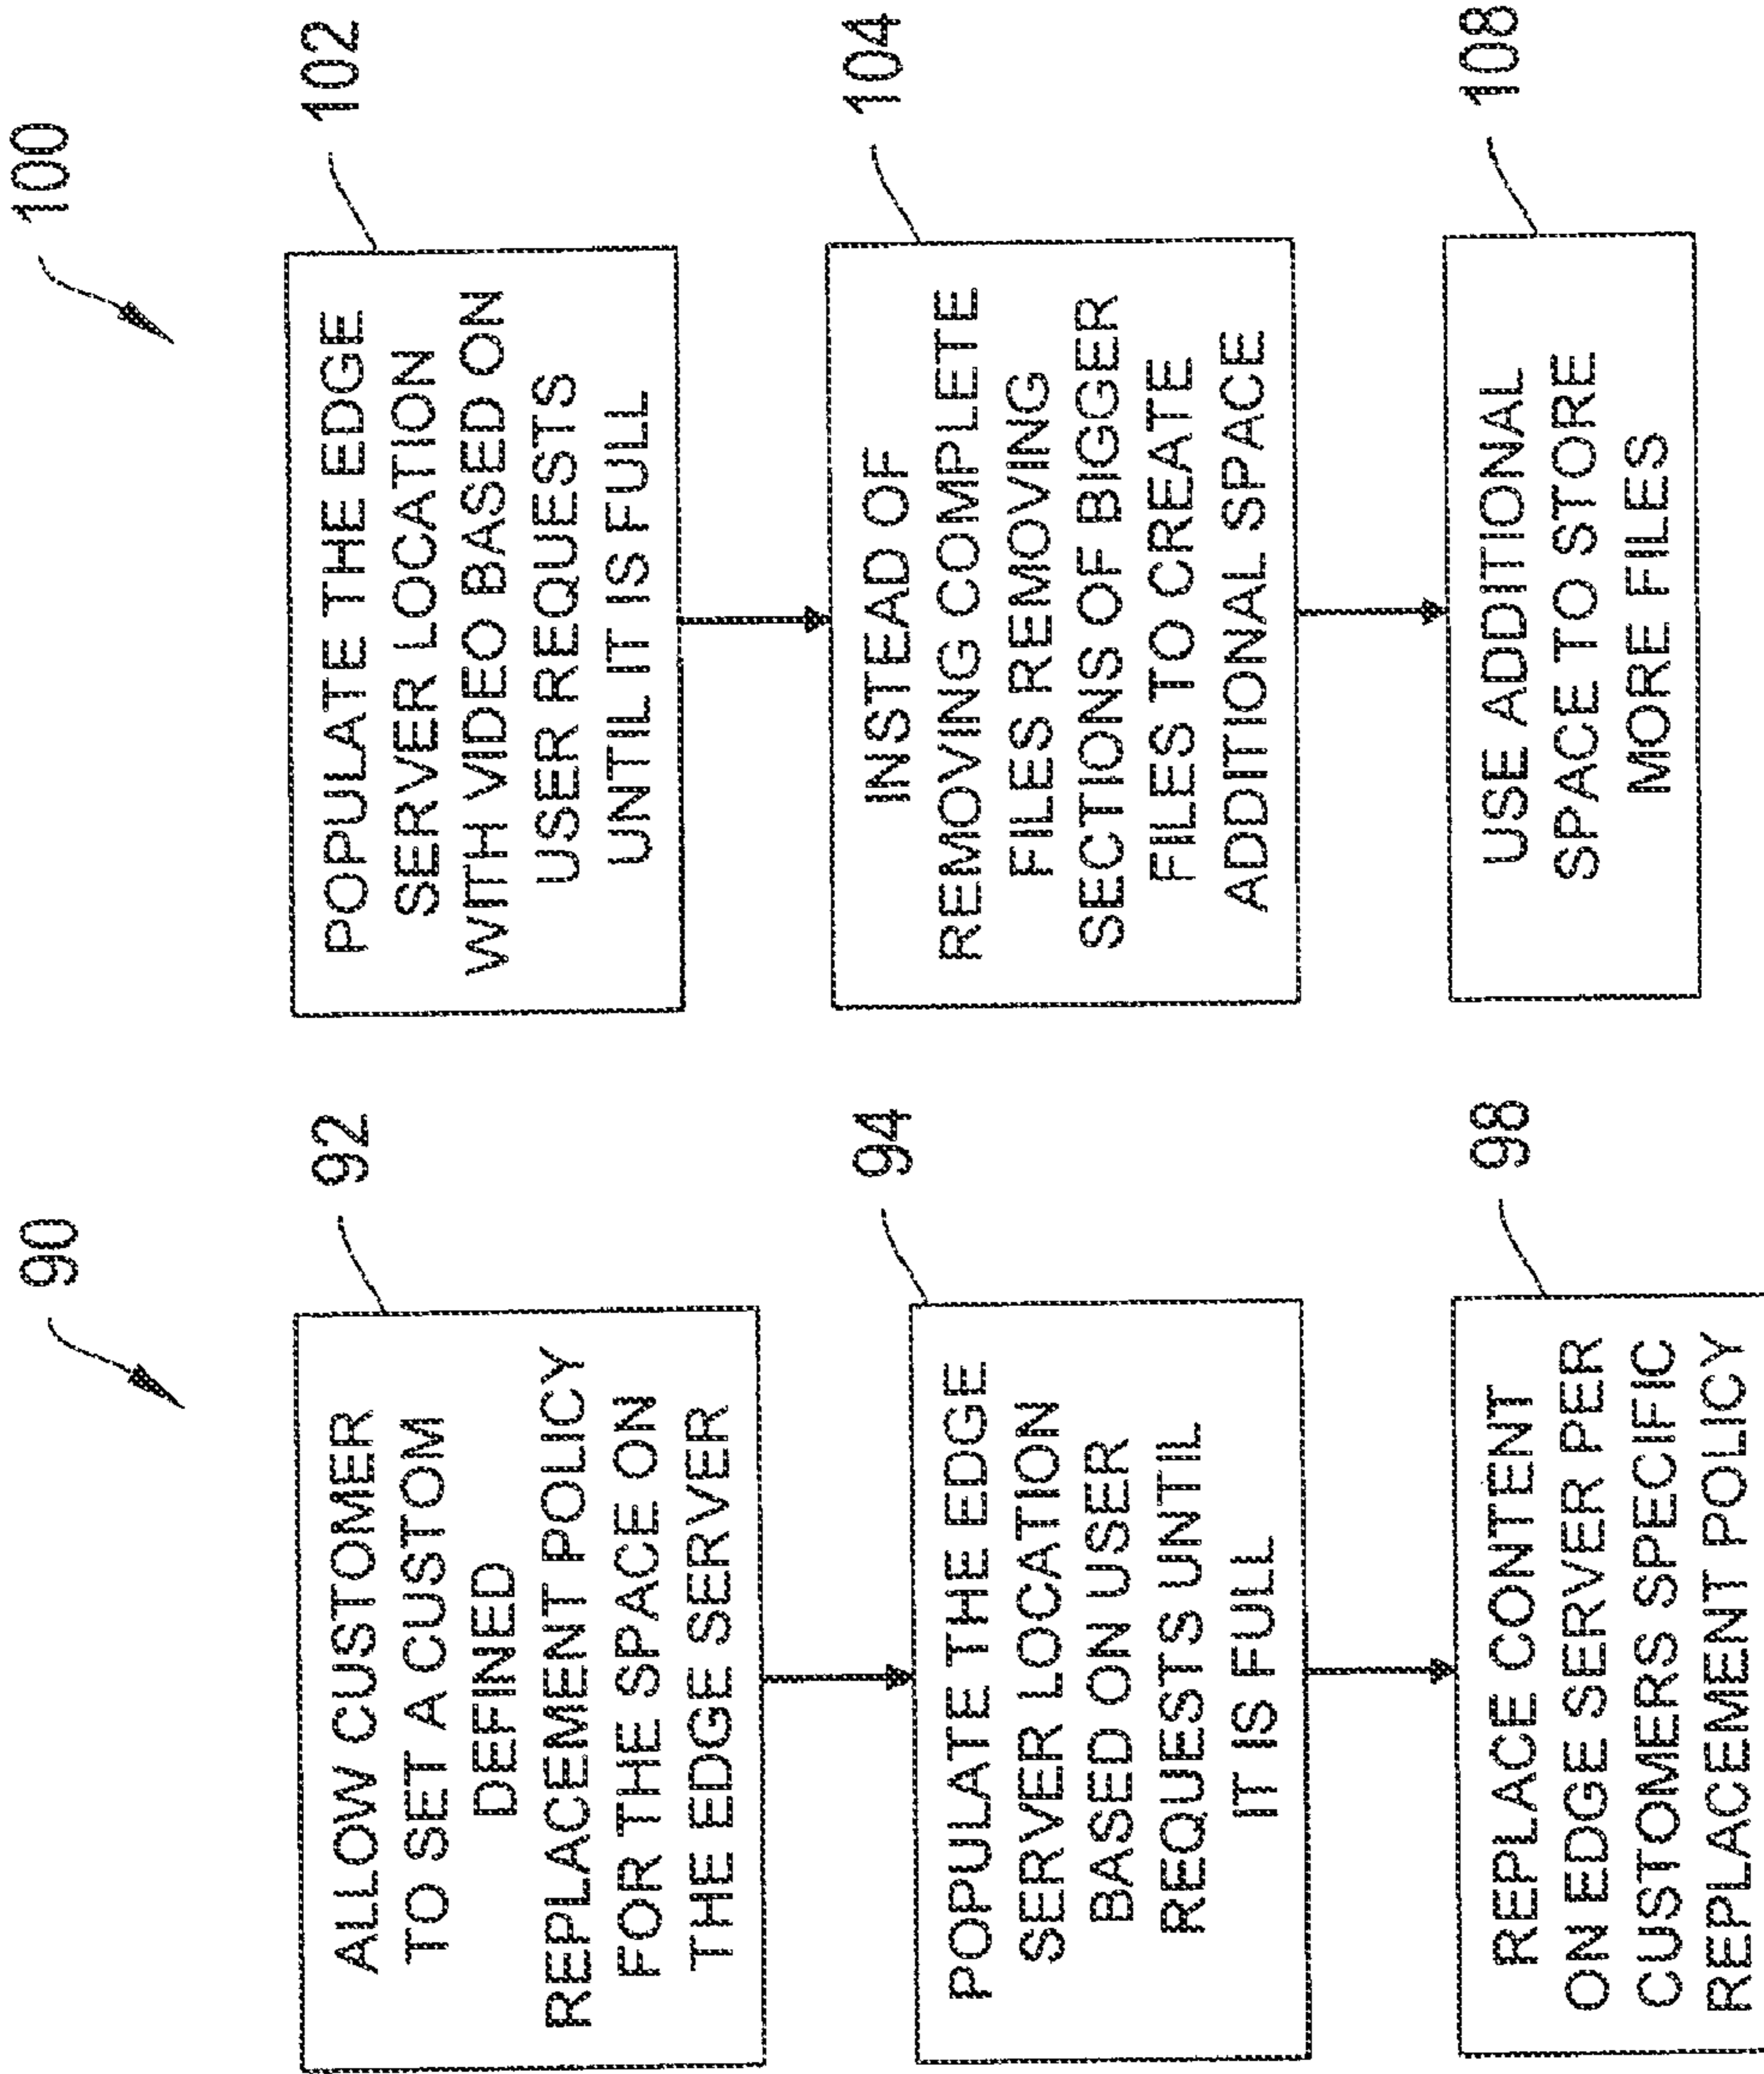 90
92
ALLOW CUSTOMER
TO SET A CUSTOM
DEFINED
REPLACEMENT POLICY
FOR THE SPACE ON
THE EDGE SERVER
94
POPULATE THE EDGE
SERVER LOCATION
BASED ON USER
REQUESTS UNTIL
IT IS FULL
98
REPLACE CONTENT
ON EDGE SERVER PER
CUSTOMERS SPECIFIC
REPLACEMENT POLICY
100
102
POPULATE THE EDGE
SERVER LOCATION
WITH VIDEO BASED ON
USER REQUESTS
UNTIL IT IS FULL
104
INSTEAD OF
REMOVING COMPLETE
FILES REMOVING
SECTIONS OF BIGGER
FILES TO CREATE
ADDITIONAL SPACE
108
USE ADDITIONAL
SPACE TO STORE
MORE FILES